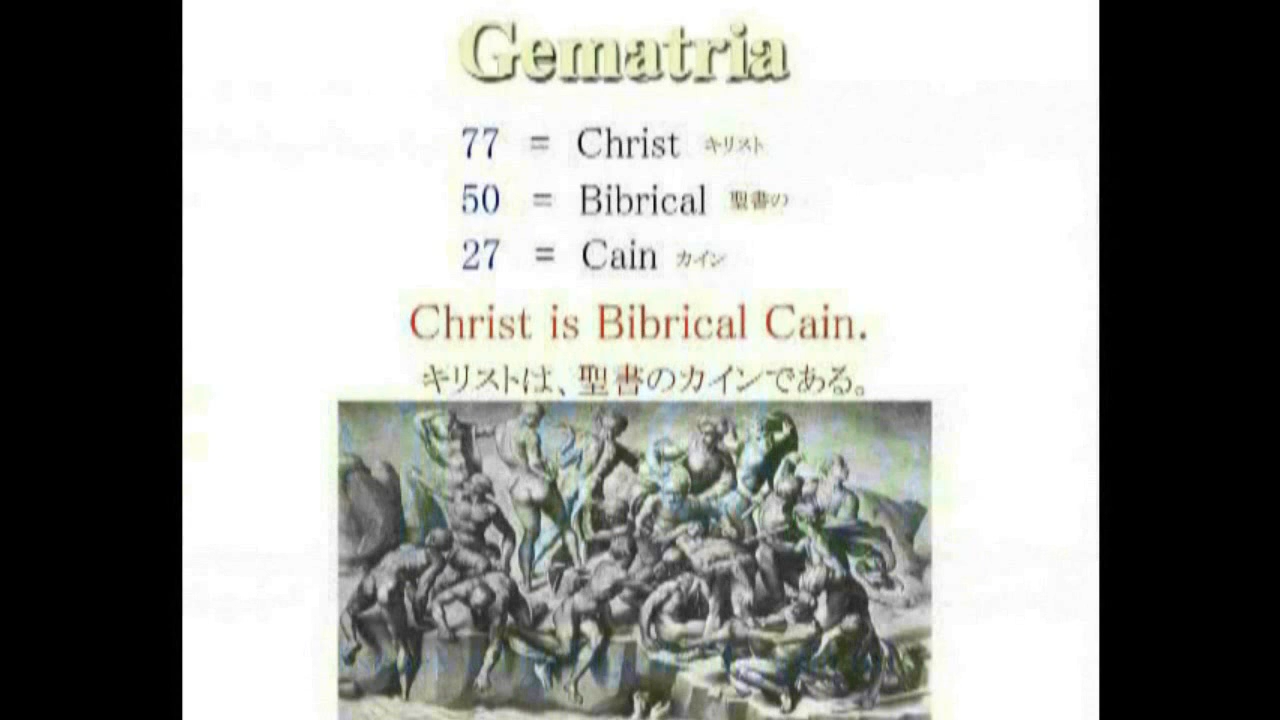 Gematria
77 = Christ キリスト
50 = Bibrical 聖書の
27 = Cain カイン
Christ is Bibrical Cain.
キリストは、聖書のカインである。